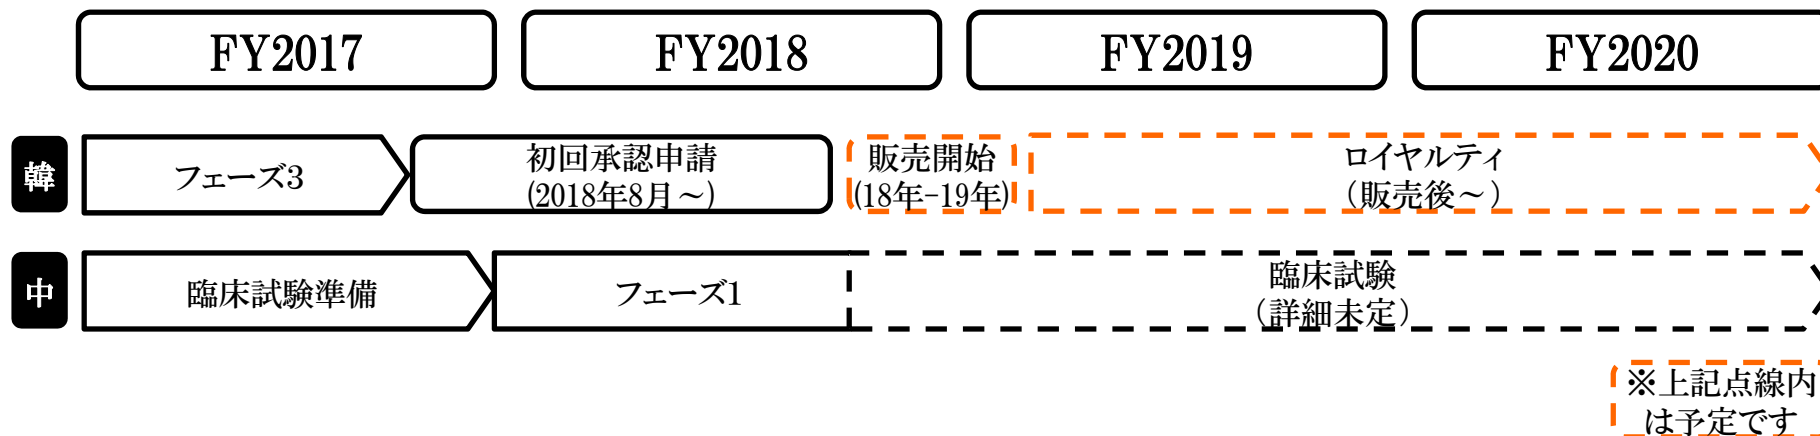 FY2017
FY2018
FY2019
FY2020
韓
フェーズ3
初回承認申請
(2018年8月～)
販売開始
(18年-19年)
ロイヤルティ
（販売後～）
中
臨床試験準備
フェーズ1
臨床試験
（詳細未定）
※上記点線内
は予定です